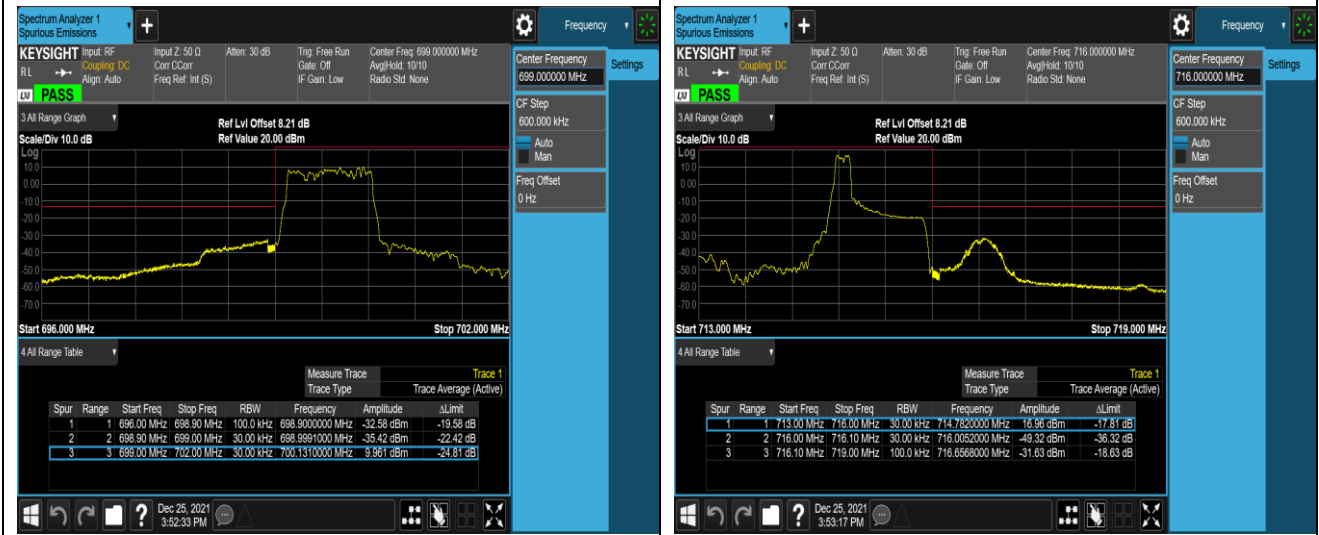 Spectrum Analyzer 1
Spurious Emissions
+
Frequency
KEYSIGHT Input: RF Input Z: 50 Ω Atten: 30 dB Trig: Free Run Center Freq: 699.000000 MHz
RL Coupling: DC Corr CCorr Gate: Off Avg|Hold: 10/10
Align: Auto Freq Ref: Int (S) IF Gain: Low Radio Std: None
LXI PASS
3 All Range Graph
Ref Lvl Offset 8.21 dB
Scale/Div 10.0 dB Ref Value 20.00 dBm
Log
10.0
0.00
-10.0
-20.0
-30.0
-40.0
-50.0
-60.0
-70.0
Start 696.000 MHz Stop 702.000 MHz
4 All Range Table
Measure Trace Trace 1
Trace Type Trace Average (Active)
Spur Range Start Freq Stop Freq RBW Frequency Amplitude ΔLimit
1 1 696.00 MHz 698.90 MHz 100.0 kHz 698.9000000 MHz -32.58 dBm -19.58 dB
2 2 698.90 MHz 699.00 MHz 30.00 kHz 698.9991000 MHz -35.42 dBm -22.42 dB
3 3 699.00 MHz 702.00 MHz 30.00 kHz 700.1310000 MHz 9.961 dBm -24.81 dB
Dec 25, 2021
3:52:33 PM
Center Frequency
699.000000 MHz
Settings
CF Step
600.000 kHz
Auto
Man
Freq Offset
0 Hz
Spectrum Analyzer 1
Spurious Emissions
+
Frequency
KEYSIGHT Input: RF Input Z: 50 Ω Atten: 30 dB Trig: Free Run Center Freq: 716.000000 MHz
RL Coupling: DC Corr CCorr Gate: Off Avg|Hold: 10/10
Align: Auto Freq Ref: Int (S) IF Gain: Low Radio Std: None
LXI PASS
3 All Range Graph
Ref Lvl Offset 8.21 dB
Scale/Div 10.0 dB Ref Value 20.00 dBm
Log
10.0
0.00
-10.0
-20.0
-30.0
-40.0
-50.0
-60.0
-70.0
Start 713.000 MHz Stop 719.000 MHz
4 All Range Table
Measure Trace Trace 1
Trace Type Trace Average (Active)
Spur Range Start Freq Stop Freq RBW Frequency Amplitude ΔLimit
1 1 713.00 MHz 716.00 MHz 30.00 kHz 714.7820000 MHz 16.96 dBm -17.81 dB
2 2 716.00 MHz 716.10 MHz 30.00 kHz 716.0052000 MHz -49.32 dBm -36.32 dB
3 3 716.10 MHz 719.00 MHz 100.0 kHz 716.6568000 MHz -31.63 dBm -18.63 dB
Dec 25, 2021
3:53:17 PM
Center Frequency
716.000000 MHz
Settings
CF Step
600.000 kHz
Auto
Man
Freq Offset
0 Hz